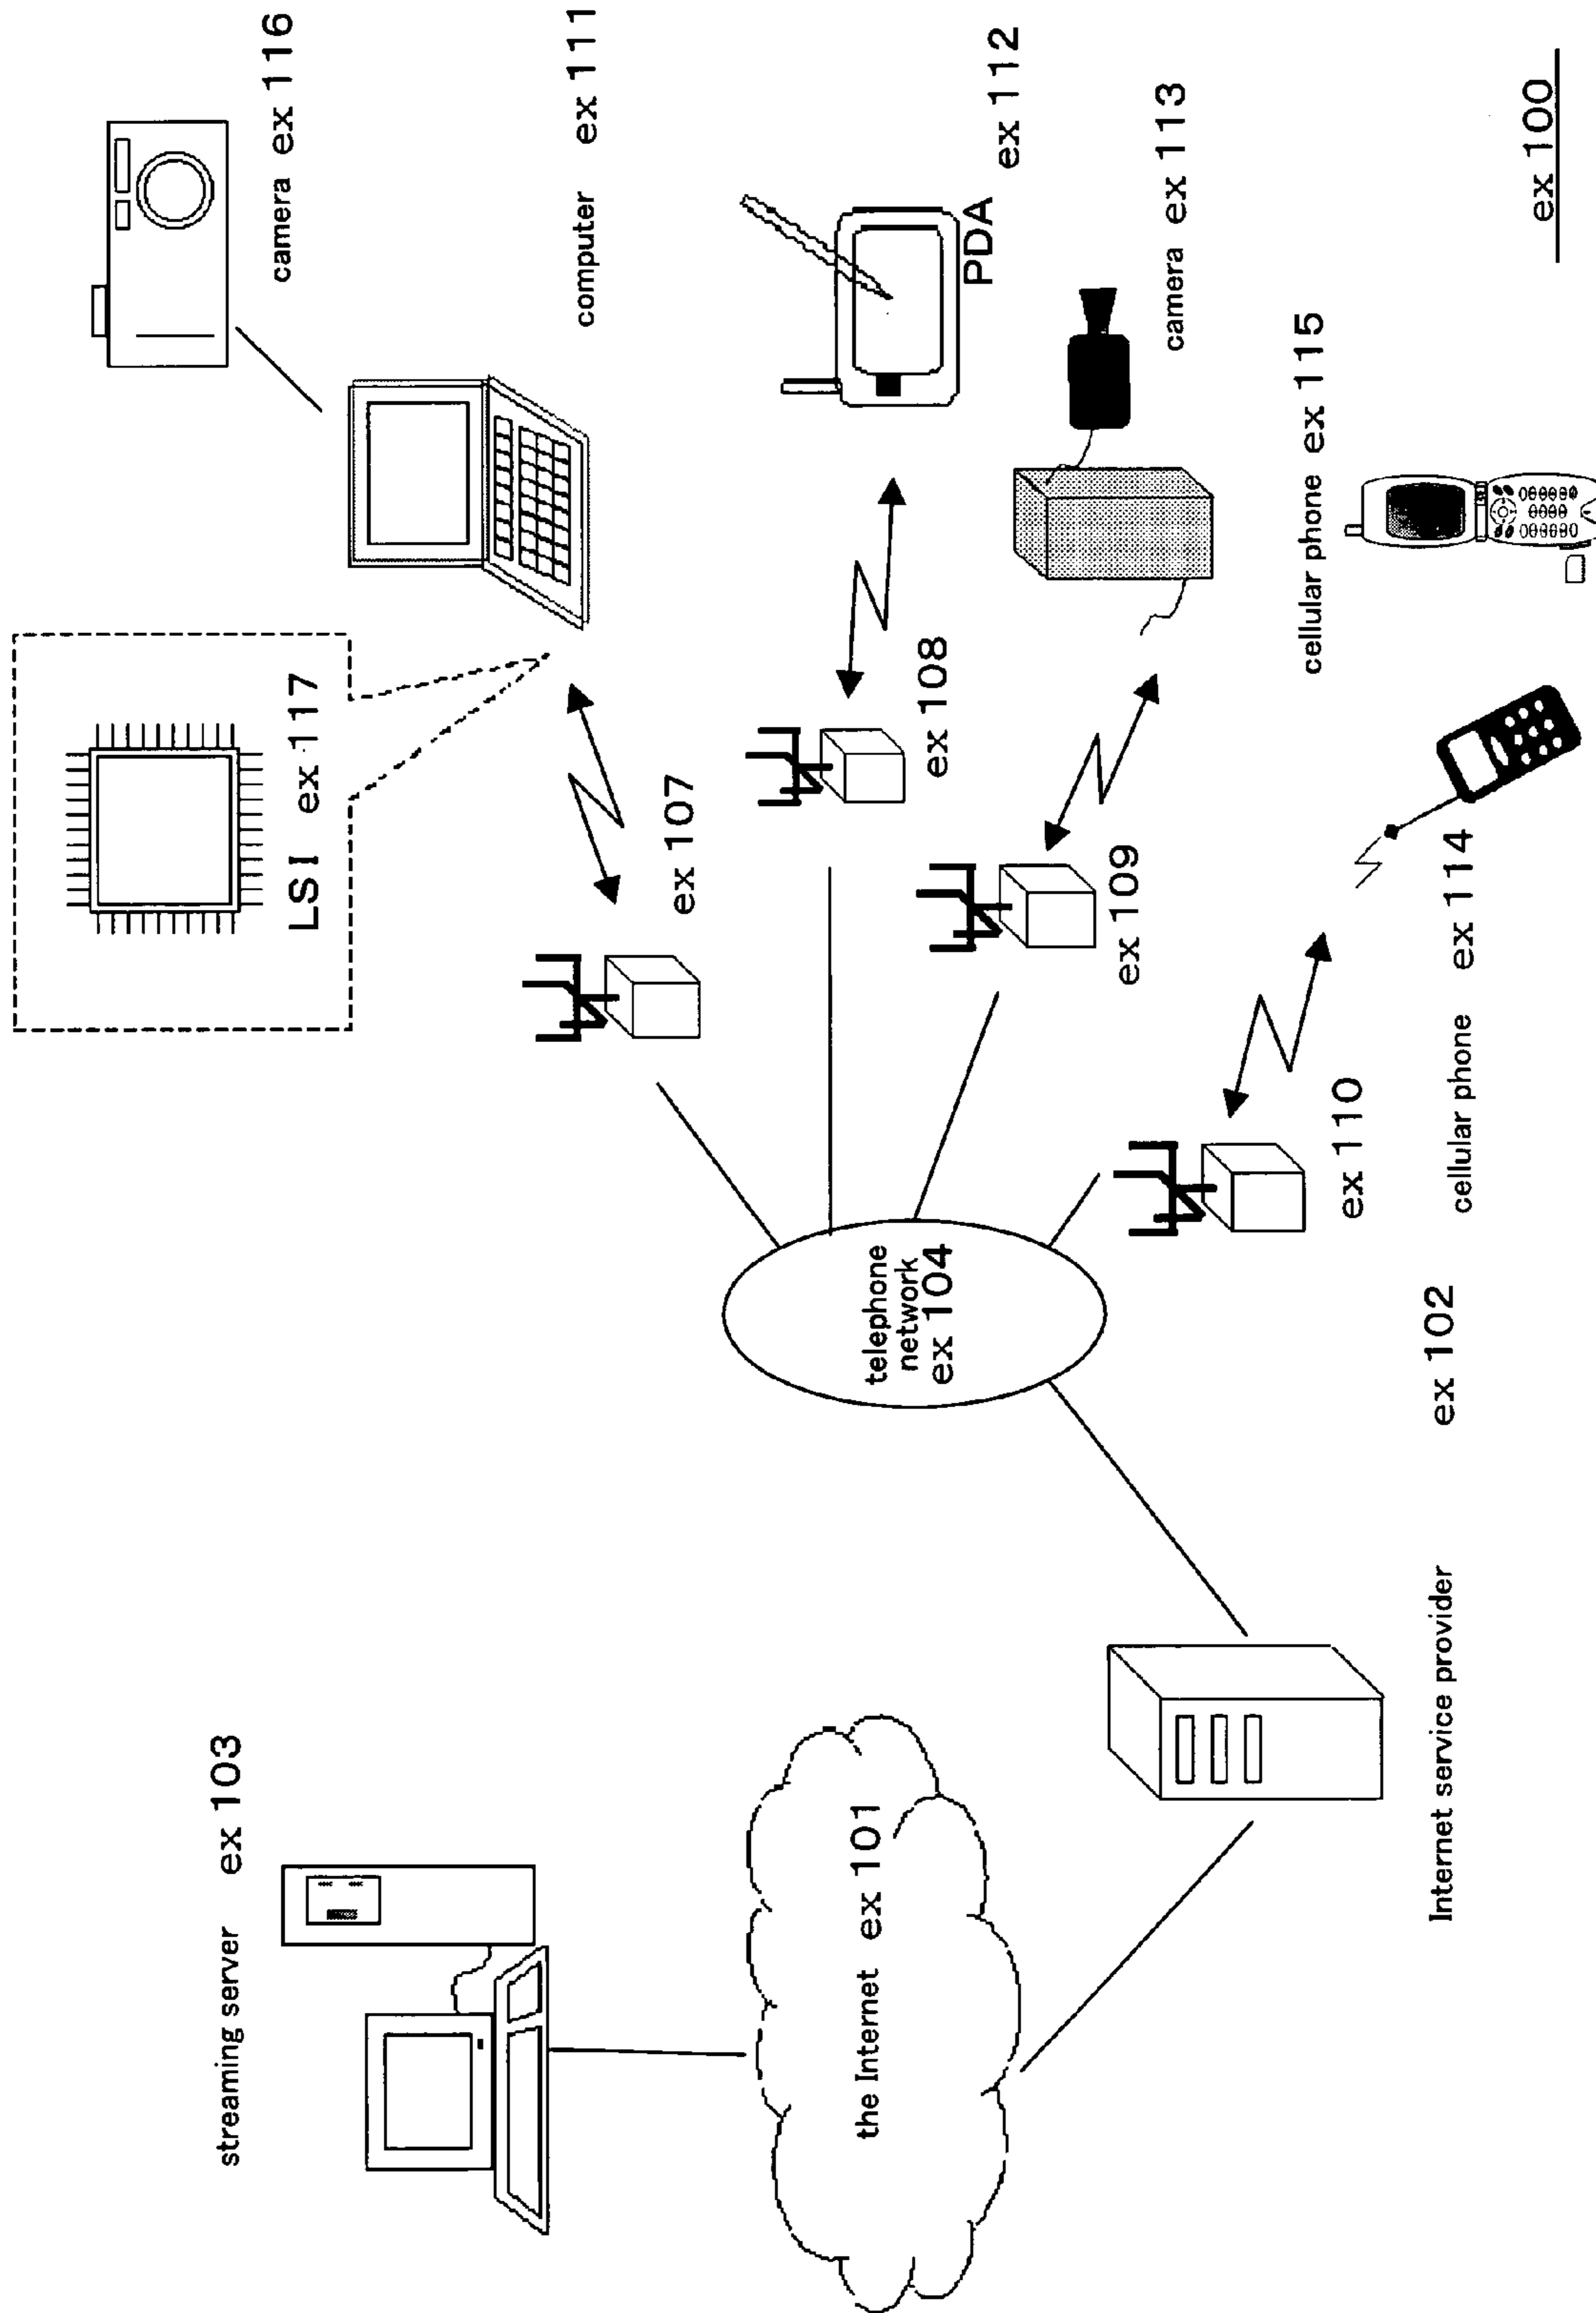 streaming server ex 103
the Internet ex 101
Internet service provider
ex 102
telephone
network
ex 104
LSI ex 117
ex 107
ex 108
ex 109
ex 110
camera ex 116
computer ex 111
PDA
ex 112
camera ex 113
cellular phone ex 115
cellular phone ex 114
ex 100